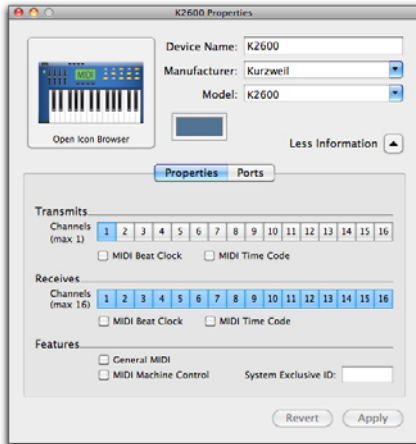 K2600 Properties
MIDI
Open Icon Browser
Device Name: K2600
Manufacturer: Kurzweil
Model: K2600
Less Information
Properties Ports
Transmits
Channels (max 1) 1 2 3 4 5 6 7 8 9 10 11 12 13 14 15 16
MIDI Beat Clock MIDI Time Code
Receives
Channels (max 16) 1 2 3 4 5 6 7 8 9 10 11 12 13 14 15 16
MIDI Beat Clock MIDI Time Code
Features
General MIDI
MIDI Machine Control System Exclusive ID:
Revert Apply